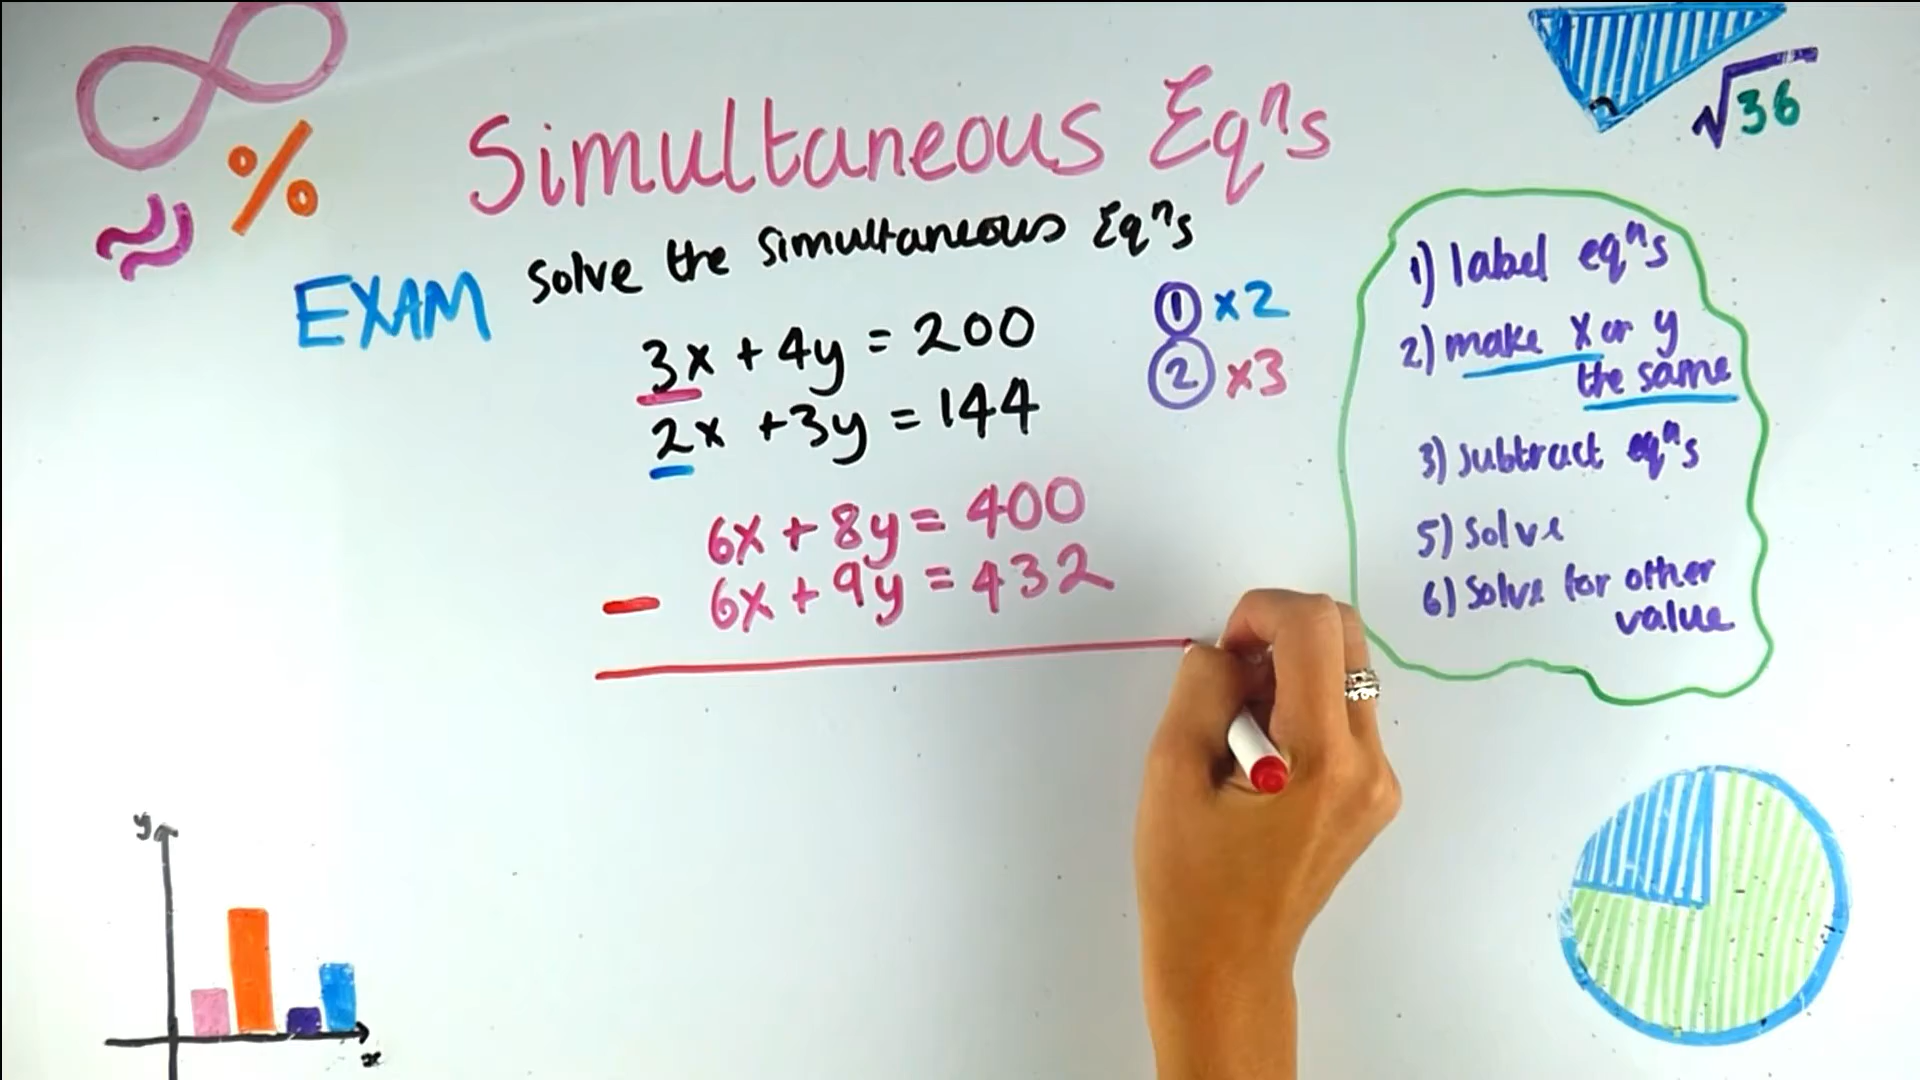 Simultaneous Eqⁿs
%
√36
EXAM
Solve the simultaneous Eqⁿs
3x + 4y = 200
① ×2
2x + 3y = 144
② ×3
6x + 8y = 400
− 6x + 9y = 432
1) label eqⁿs
2) make x or y
the same
3) subtract eqⁿs
5) Solve
6) Solve for other
value
y
x